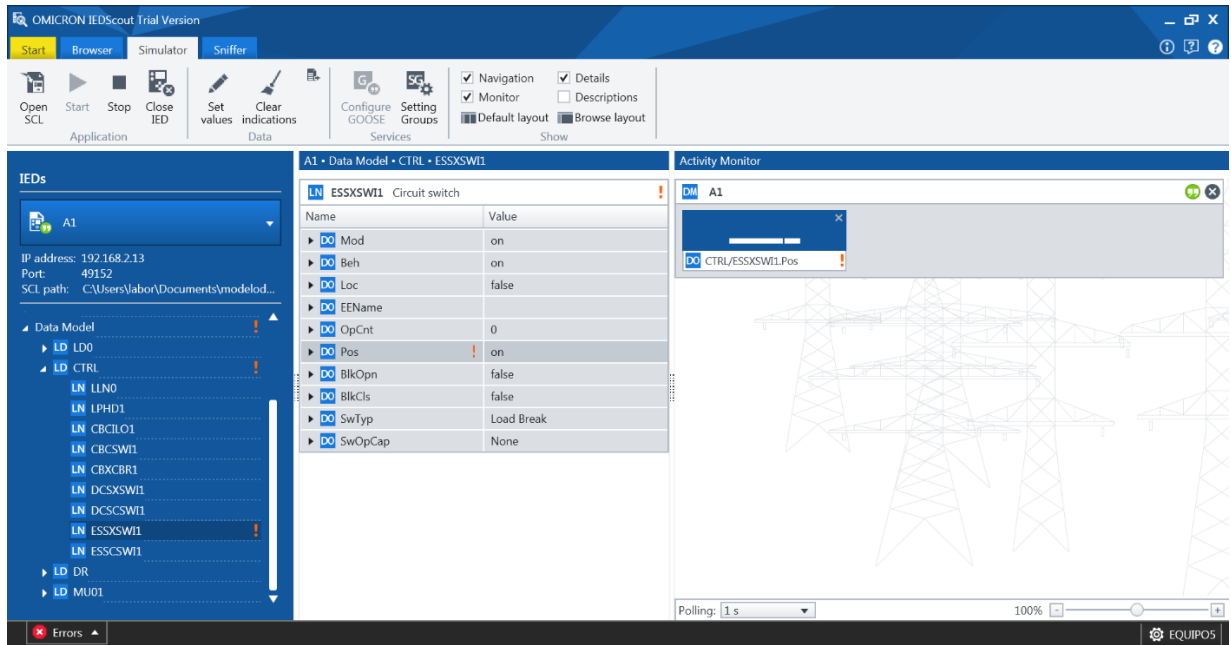 OMICRON IEDScout Trial Version
Start Browser Simulator Sniffer
Open SCL
Start
Stop
Close IED
Set values
Clear indications
Configure GOOSE
Setting Groups
Navigation
Details
Monitor
Descriptions
Default layout
Browse layout
Application
Data
Services
Show
IEDs
A1
IP address: 192.168.2.13
Port: 49152
SCL path: C:\Users\labor\Documents\modelod...
Data Model !
LD LD0
LD CTRL !
LN LLN0
LN LPHD1
LN CBCILO1
LN CBCSWI1
LN CBXCBR1
LN DCSXSWI1
LN DCSCSWI1
LN ESSXSWI1 !
LN ESSCSWI1
LD DR
LD MU01
A1 • Data Model • CTRL • ESSXSWI1
LN ESSXSWI1 Circuit switch !
Name Value
DO Mod on
DO Beh on
DO Loc false
DO EEName
DO OpCnt 0
DO Pos ! on
DO BlkOpn false
DO BlkCls false
DO SwTyp Load Break
DO SwOpCap None
Activity Monitor
DM A1
DO CTRL/ESSXSWI1.Pos !
Polling: 1 s
100% - +
Errors
EQUIPO5